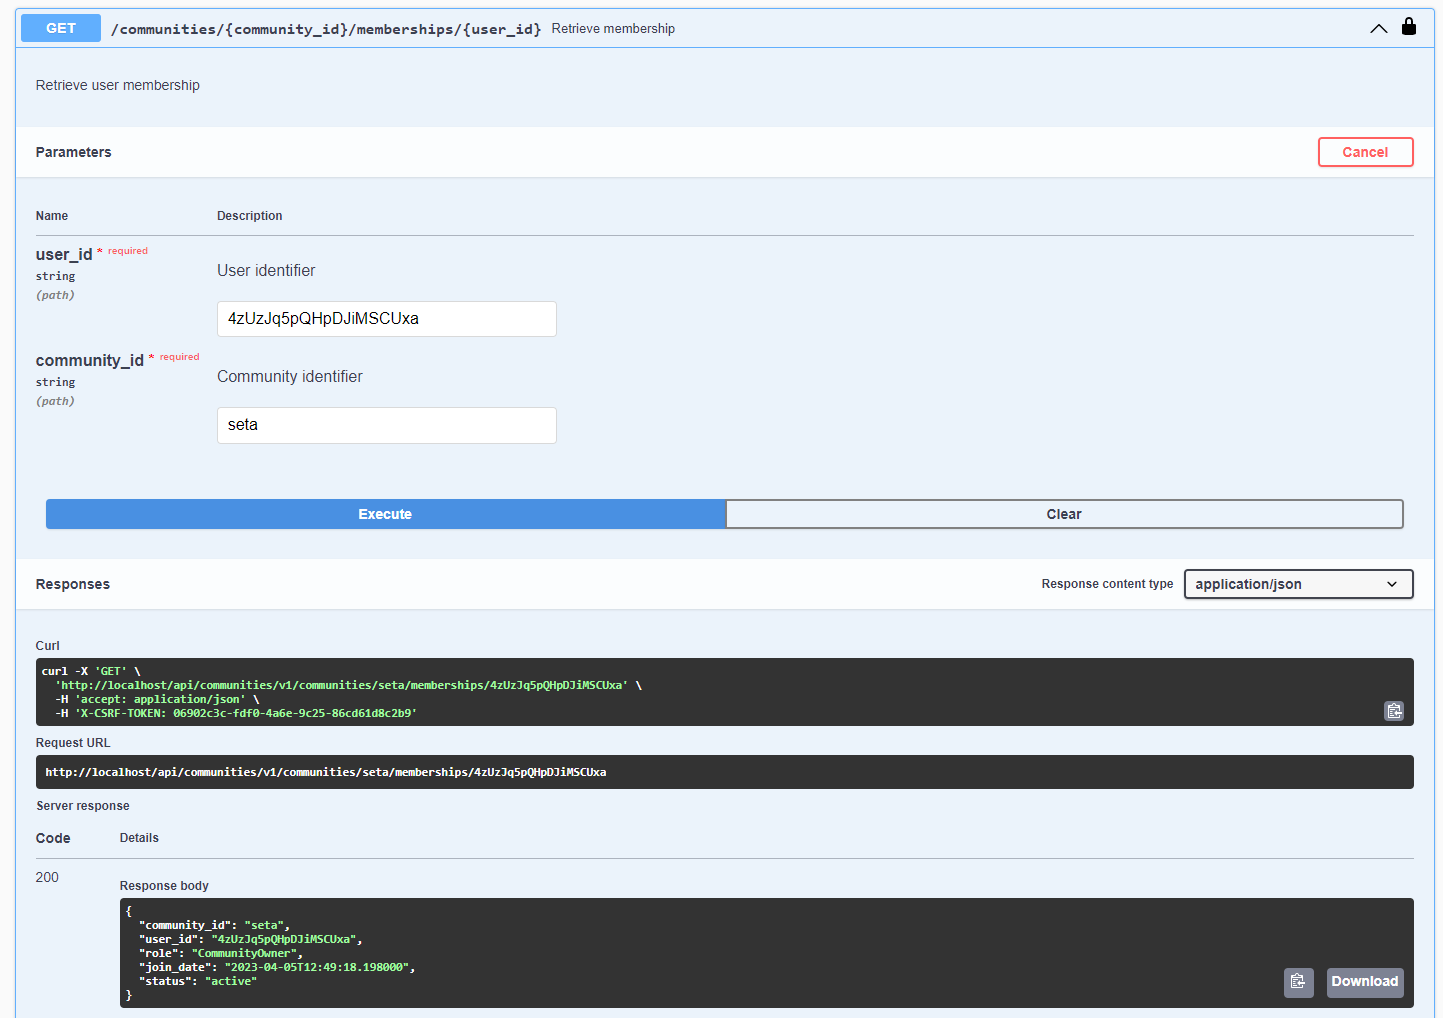 GET /communities/{community_id}/memberships/{user_id} Retrieve membership
Retrieve user membership
Parameters Cancel
Name Description
user_id * required
string
(path)
User identifier
4zUzJq5pQHpDJiMSCUxa
community_id * required
string
(path)
Community identifier
seta
Execute Clear
Responses Response content type application/json
Curl
curl -X 'GET' \
'http://localhost/api/communities/v1/communities/seta/memberships/4zUzJq5pQHpDJiMSCUxa' \
-H 'accept: application/json' \
-H 'X-CSRF-TOKEN: 06902c3c-fdf0-4a6e-9c25-86cd61d8c2b9'
Request URL
http://localhost/api/communities/v1/communities/seta/memberships/4zUzJq5pQHpDJiMSCUxa
Server response
Code Details
200
Response body
{
"community_id": "seta",
"user_id": "4zUzJq5pQHpDJiMSCUxa",
"role": "CommunityOwner",
"join_date": "2023-04-05T12:49:18.198000",
"status": "active"
}
Download